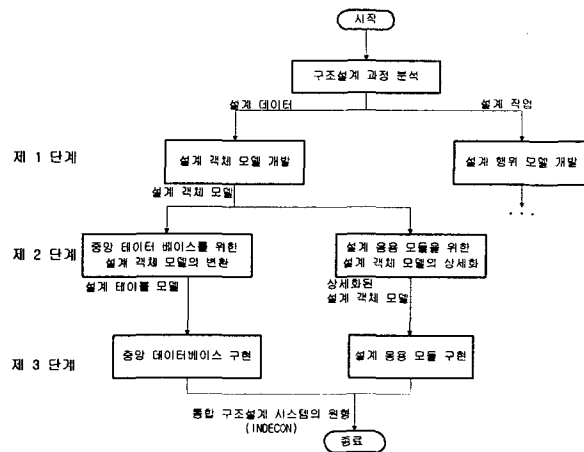 시작
구조설계 과정 분석
설계 데이터
설계 작업
제 1 단계
설계 객체 모델 개발
설계 행위 모델 개발
설계 객체 모델
...
제 2 단계
중앙 데이터 베이스를 위한
설계 객체 모델의 변환
설계 응용 모듈을 위한
설계 객체 모델의 상세화
설계 테이블 모델
상세화된
설계 객체 모델
제 3 단계
중앙 데이터베이스 구현
설계 응용 모듈 구현
통합 구조설계 시스템의 원형
(INDECON)
종료